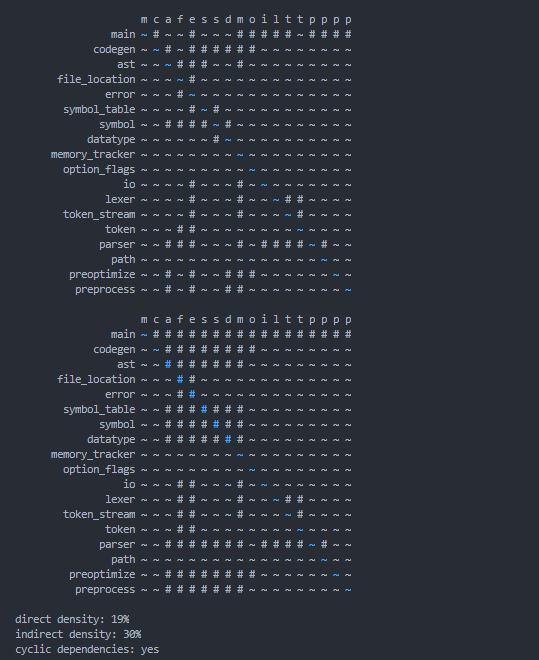 m c a f e s s d m o i l t t p p p p
main ~ # ~ ~ # ~ ~ ~ # # # # # ~ # # # #
codegen ~ ~ # ~ # # # # # # ~ ~ ~ ~ ~ ~ ~ ~
ast ~ ~ ~ # # # ~ ~ # ~ ~ ~ ~ ~ ~ ~ ~ ~
file_location ~ ~ ~ ~ # ~ ~ ~ ~ ~ ~ ~ ~ ~ ~ ~ ~ ~
error ~ ~ ~ # ~ ~ ~ ~ ~ ~ ~ ~ ~ ~ ~ ~ ~ ~
symbol_table ~ ~ ~ ~ # ~ # ~ ~ ~ ~ ~ ~ ~ ~ ~ ~ ~
symbol ~ ~ # # # # ~ # ~ ~ ~ ~ ~ ~ ~ ~ ~ ~
datatype ~ ~ ~ ~ ~ ~ # ~ ~ ~ ~ ~ ~ ~ ~ ~ ~ ~
memory_tracker ~ ~ ~ ~ ~ ~ ~ ~ ~ ~ ~ ~ ~ ~ ~ ~ ~ ~
option_flags ~ ~ ~ ~ ~ ~ ~ ~ ~ ~ ~ ~ ~ ~ ~ ~ ~ ~
io ~ ~ ~ ~ # ~ ~ ~ # ~ ~ ~ ~ ~ ~ ~ ~ ~
lexer ~ ~ ~ ~ # ~ ~ ~ # ~ ~ ~ # # ~ ~ ~ ~
token_stream ~ ~ ~ ~ # ~ ~ ~ # ~ ~ ~ ~ # ~ ~ ~ ~
token ~ ~ ~ # # ~ ~ ~ ~ ~ ~ ~ ~ ~ ~ ~ ~ ~
parser ~ ~ # # # ~ ~ ~ # ~ # # # # ~ # ~ ~
path ~ ~ ~ ~ ~ ~ ~ ~ ~ ~ ~ ~ ~ ~ ~ ~ ~ ~
preoptimize ~ ~ # ~ # ~ ~ # # # ~ ~ ~ ~ ~ ~ ~ ~
preprocess ~ ~ # ~ # ~ ~ # # ~ ~ ~ ~ ~ ~ ~ ~ ~
m c a f e s s d m o i l t t p p p p
main ~ # # # # # # # # # # # # # # # # #
codegen ~ ~ # # # # # # # # ~ ~ ~ ~ ~ ~ ~ ~
ast ~ ~ # # # # # # # ~ ~ ~ ~ ~ ~ ~ ~ ~
file_location ~ ~ ~ # # ~ ~ ~ ~ ~ ~ ~ ~ ~ ~ ~ ~ ~
error ~ ~ ~ # # ~ ~ ~ ~ ~ ~ ~ ~ ~ ~ ~ ~ ~
symbol_table ~ ~ # # # # # # # ~ ~ ~ ~ ~ ~ ~ ~ ~
symbol ~ ~ # # # # # # # ~ ~ ~ ~ ~ ~ ~ ~ ~
datatype ~ ~ # # # # # # # ~ ~ ~ ~ ~ ~ ~ ~ ~
memory_tracker ~ ~ ~ ~ ~ ~ ~ ~ ~ ~ ~ ~ ~ ~ ~ ~ ~ ~
option_flags ~ ~ ~ ~ ~ ~ ~ ~ ~ ~ ~ ~ ~ ~ ~ ~ ~ ~
io ~ ~ ~ # # ~ ~ ~ # ~ ~ ~ ~ ~ ~ ~ ~ ~
lexer ~ ~ ~ # # ~ ~ ~ # ~ ~ ~ # # ~ ~ ~ ~
token_stream ~ ~ ~ # # ~ ~ ~ # ~ ~ ~ ~ # ~ ~ ~ ~
token ~ ~ ~ # # ~ ~ ~ ~ ~ ~ ~ ~ ~ ~ ~ ~ ~
parser ~ ~ # # # # # # # ~ # # # # ~ # ~ ~
path ~ ~ ~ ~ ~ ~ ~ ~ ~ ~ ~ ~ ~ ~ ~ ~ ~ ~
preoptimize ~ ~ # # # # # # # # ~ ~ ~ ~ ~ ~ ~ ~
preprocess ~ ~ # # # # # # # ~ ~ ~ ~ ~ ~ ~ ~ ~
direct density: 19%
indirect density: 30%
cyclic dependencies: yes